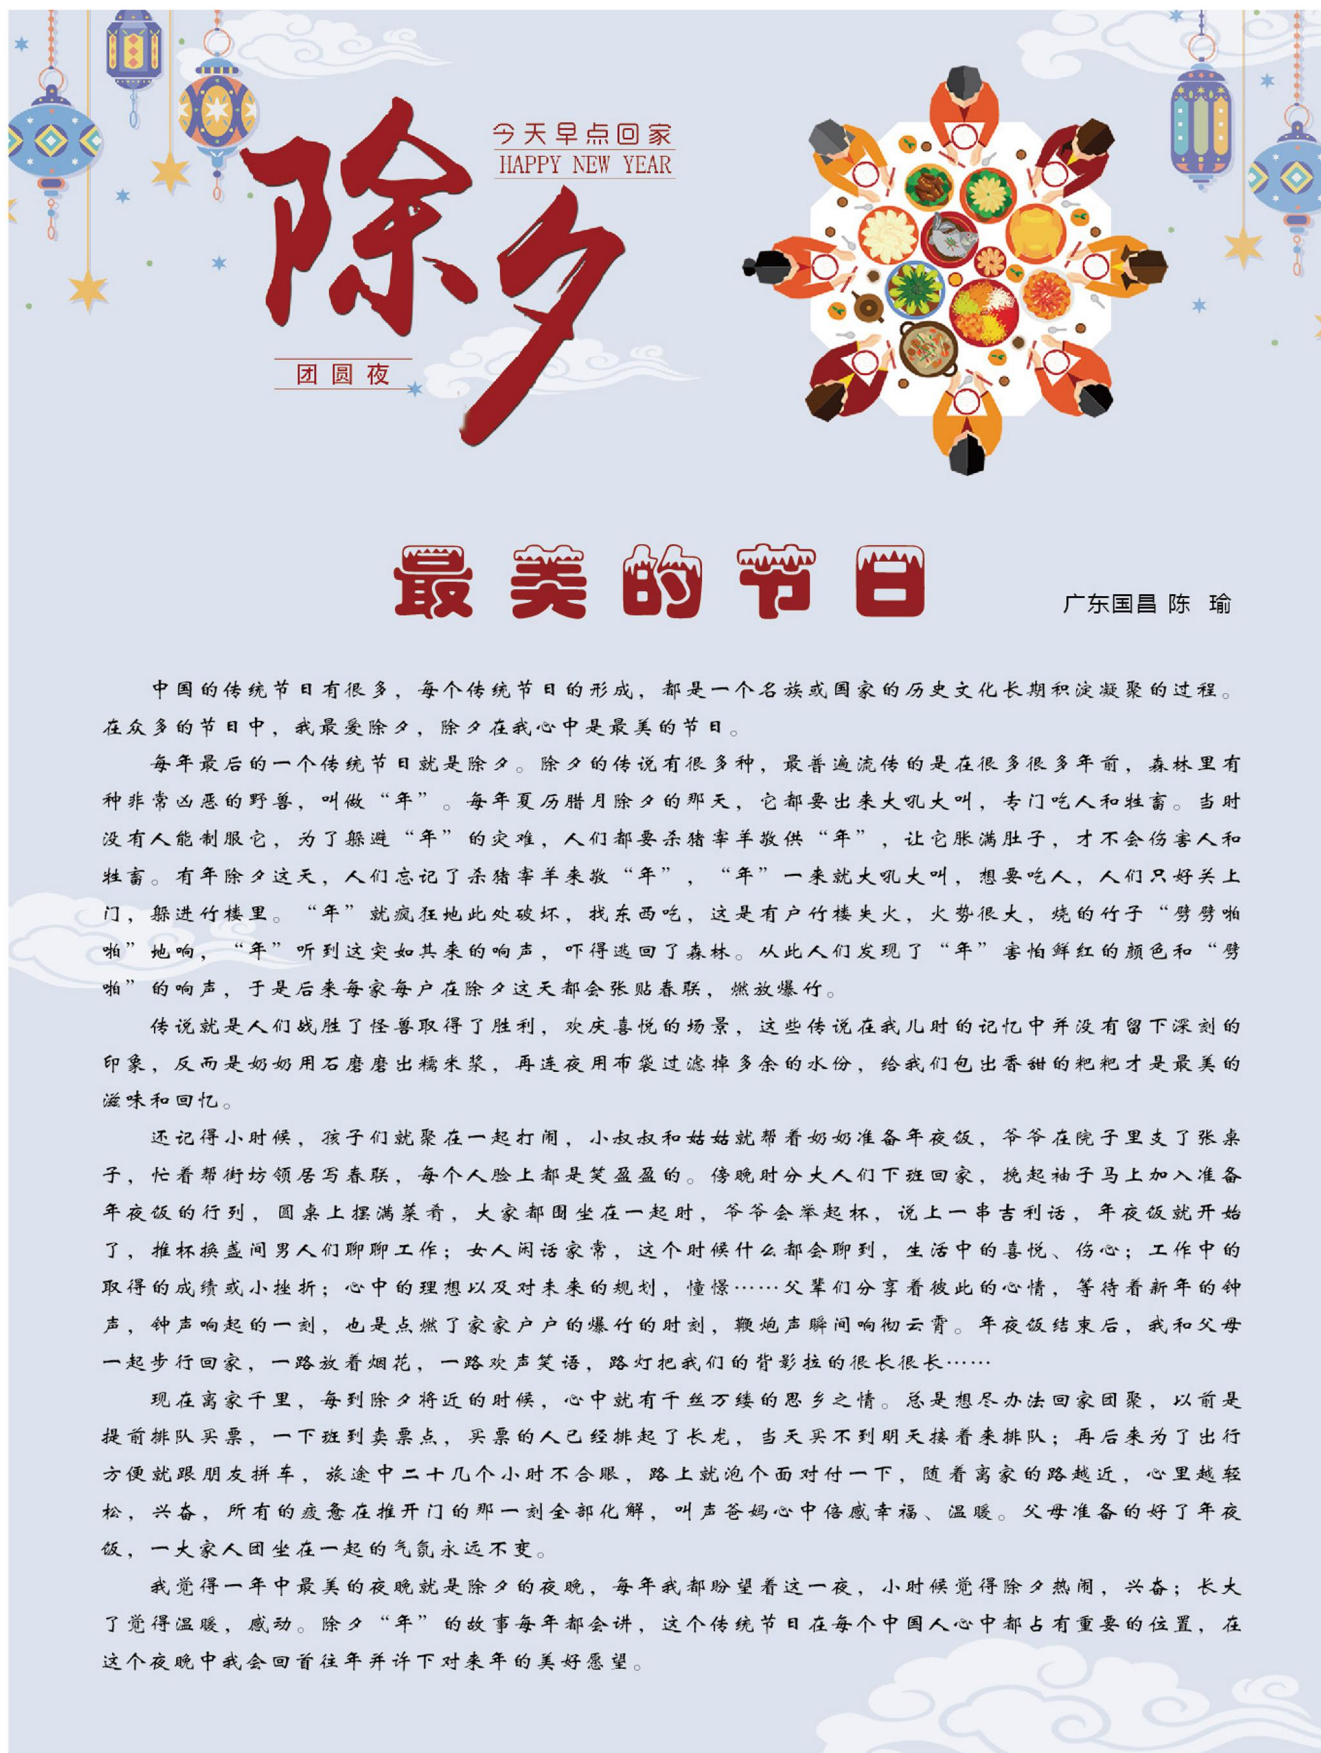 除夕
今天早点回家
HAPPY NEW YEAR
团圆夜
最美的节日
广东国昌 陈 瑜
中国的传统节日有很多，每个传统节日的形成，都是一个名族或国家的历史文化长期积淀凝聚的过程。
在众多的节日中，我最爱除夕，除夕在我心中是最美的节日。
每年最后的一个传统节日就是除夕。除夕的传说有很多种，最普遍流传的是在很多很多年前，森林里有
种非常凶恶的野兽，叫做“年”。每年夏历腊月除夕的那天，它都要出来大吼大叫，专门吃人和牲畜。当时
没有人能制服它，为了躲避“年”的灾难，人们都要杀猪宰羊敬供“年”，让它胀满肚子，才不会伤害人和
牲畜。有年除夕这天，人们忘记了杀猪宰羊来敬“年”，“年”一来就大吼大叫，想要吃人，人们只好关上
门，躲进竹楼里。“年”就疯狂地此处破坏，找东西吃，这是有户竹楼失火，火势很大，烧的竹子“劈劈啪
啪”地响，“年”听到这突如其来的响声，吓得逃回了森林。从此人们发现了“年”害怕鲜红的颜色和“劈
啪”的响声，于是后来每家每户在除夕这天都会张贴春联，燃放爆竹。
传说就是人们战胜了怪兽取得了胜利，欢庆喜悦的场景，这些传说在我儿时的记忆中并没有留下深刻的
印象，反而是奶奶用石磨磨出糯米浆，再连夜用布袋过滤掉多余的水份，给我们包出香甜的粑粑才是最美的
滋味和回忆。
还记得小时候，孩子们就聚在一起打闹，小叔叔和姑姑就帮着奶奶准备年夜饭，爷爷在院子里支了张桌
子，忙着帮街坊领居写春联，每个人脸上都是笑盈盈的。傍晚时分大人们下班回家，挽起袖子马上加入准备
年夜饭的行列，圆桌上摆满菜肴，大家都围坐在一起时，爷爷会举起杯，说上一串吉利话，年夜饭就开始
了，推杯换盏间男人们聊聊工作；女人闲话家常，这个时候什么都会聊到，生活中的喜悦、伤心；工作中的
取得的成绩或小挫折；心中的理想以及对未来的规划，憧憬……父辈们分享着彼此的心情，等待着新年的钟
声，钟声响起的一刻，也是点燃了家家户户的爆竹的时刻，鞭炮声瞬间响彻云霄。年夜饭结束后，我和父母
一起步行回家，一路放着烟花，一路欢声笑语，路灯把我们的背影拉的很长很长……
现在离家千里，每到除夕将近的时候，心中就有千丝万缕的思乡之情。总是想尽办法回家团聚，以前是
提前排队买票，一下班到卖票点，买票的人已经排起了长龙，当天买不到明天接着来排队；再后来为了出行
方便就跟朋友拼车，旅途中二十几个小时不合眼，路上就泡个面对付一下，随着离家的路越近，心里越轻
松，兴奋，所有的疲惫在推开门的那一刻全部化解，叫声爸妈心中倍感幸福、温暖。父母准备的好了年夜
饭，一大家人团坐在一起的气氛永远不变。
我觉得一年中最美的夜晚就是除夕的夜晚，每年我都盼望着这一夜，小时候觉得除夕热闹，兴奋；长大
了觉得温暖，感动。除夕“年”的故事每年都会讲，这个传统节日在每个中国人心中都占有重要的位置，在
这个夜晚中我会回首往年并许下对来年的美好愿望。